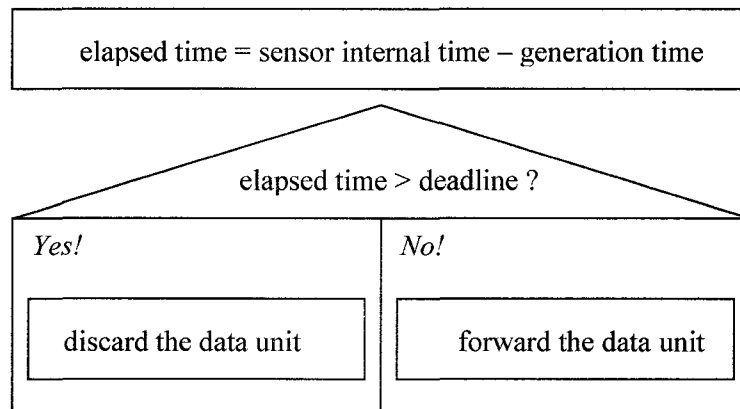 elapsed time = sensor internal time – generation time
elapsed time > deadline ?
Yes!
No!
discard the data unit
forward the data unit